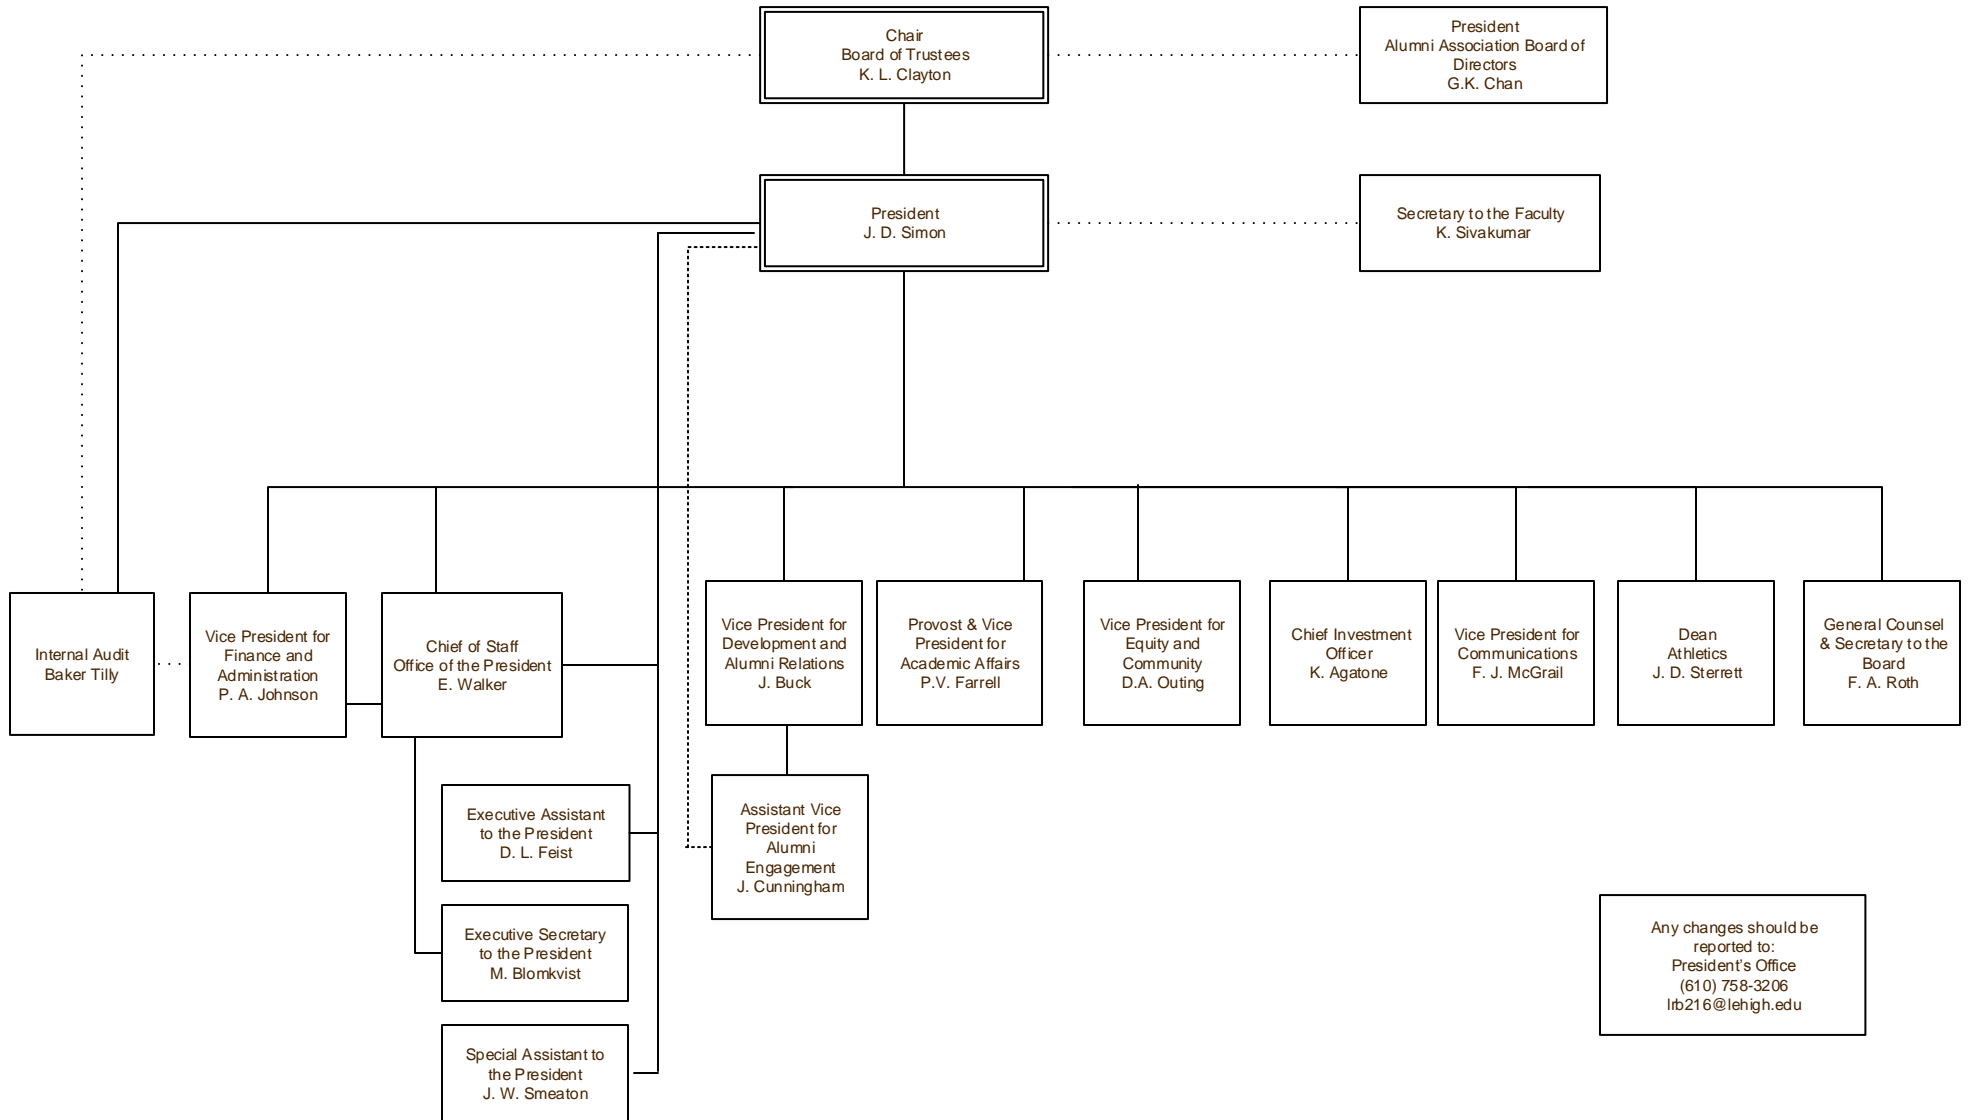 Chair
Board of Trustees
K. L. Clayton
President
Alumni Association Board of
Directors
G.K. Chan
President
J. D. Simon
Secretary to the Faculty
K. Sivakumar
Internal Audit
Baker Tilly
Vice President for
Finance and
Administration
P. A. Johnson
Chief of Staff
Office of the President
E. Walker
Vice President for
Development and
Alumni Relations
J. Buck
Provost & Vice
President for
Academic Affairs
P.V. Farrell
Vice President for
Equity and
Community
D.A. Outing
Chief Investment
Officer
K. Agatone
Vice President for
Communications
F. J. McGrail
Dean
Athletics
J. D. Sterrett
General Counsel
& Secretary to the
Board
F. A. Roth
Executive Assistant
to the President
D. L. Feist
Assistant Vice
President for
Alumni
Engagement
J. Cunningham
Executive Secretary
to the President
M. Blomkvist
Special Assistant to
the President
J. W. Smeaton
Any changes should be
reported to:
President's Office
(610) 758-3206
lrb216@lehigh.edu